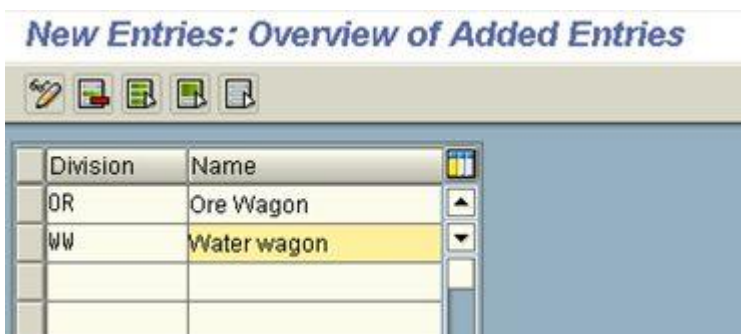 New Entries: Overview of Added Entries
Division Name
OR Ore Wagon
WW Water wagon